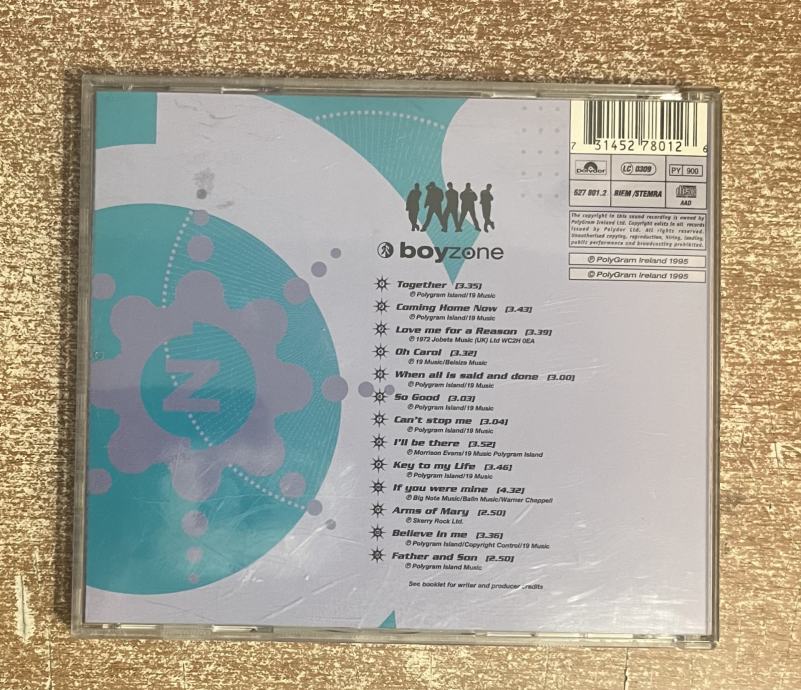 7 31452 78012 6
Polydor
LC 0309
PY 900
527 801.2
BIEM/STEMRA
COMPACT disc DIGITAL AUDIO
AAD
The copyright in this sound recording is owned by
PolyGram Ireland Ltd. Copyright exists in all records
issued by Polydor Ltd. All rights reserved.
Unauthorised copying, reproduction, hiring, lending,
public performance and broadcasting prohibited.
℗ PolyGram Ireland 1995
© PolyGram Ireland 1995
boyzone
Together [3.35]
℗ Polygram Island/19 Music
Coming Home Now [3.43]
℗ Polygram Island/19 Music
Love me for a Reason [3.39]
℗ 1972 Jobete Music (UK) Ltd WC2H 0EA
Oh Carol [3.32]
℗ 19 Music/Belsize Music
When all is said and done [3.00]
℗ Polygram Island/19 Music
So Good [3.03]
℗ Polygram Island/19 Music
Can't stop me [3.04]
℗ Polygram Island/19 Music
I'll be there [3.52]
℗ Morrison Evans/19 Music Polygram Island
Key to my Life [3.46]
℗ Polygram Island/19 Music
If you were mine [4.32]
℗ Big Note Music/Balin Music/Warner Chappell
Arms of Mary [2.50]
℗ Skerry Rock Ltd.
Believe in me [3.36]
℗ Polygram Island/Copyright Control/19 Music
Father and Son [2.50]
℗ Polygram Island Music
See booklet for writer and producer credits
Z